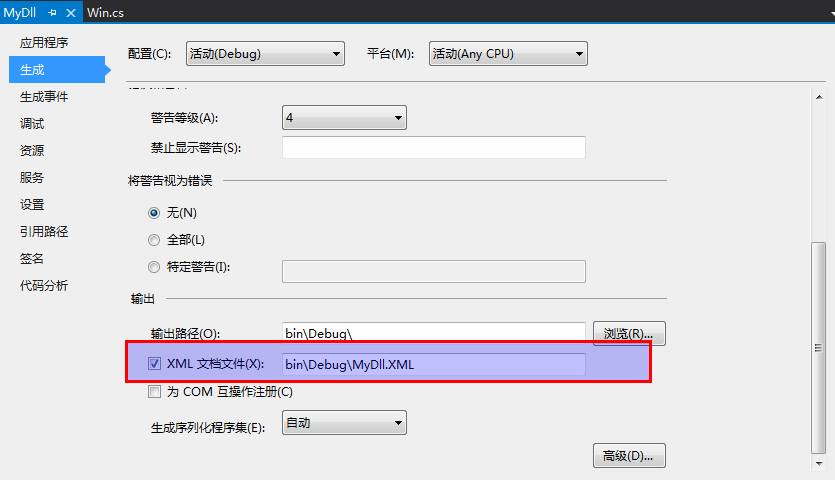 MyDll Win.cs
应用程序
生成
生成事件
调试
资源
服务
设置
引用路径
签名
代码分析
配置(C): 活动(Debug) 平台(M): 活动(Any CPU)
警告等级(A): 4
禁止显示警告(S):
将警告视为错误
无(N)
全部(L)
特定警告(I):
输出
输出路径(O): bin\Debug\ 浏览(R)...
XML 文档文件(X): bin\Debug\MyDll.XML
为 COM 互操作注册(C)
生成序列化程序集(E): 自动
高级(D)...